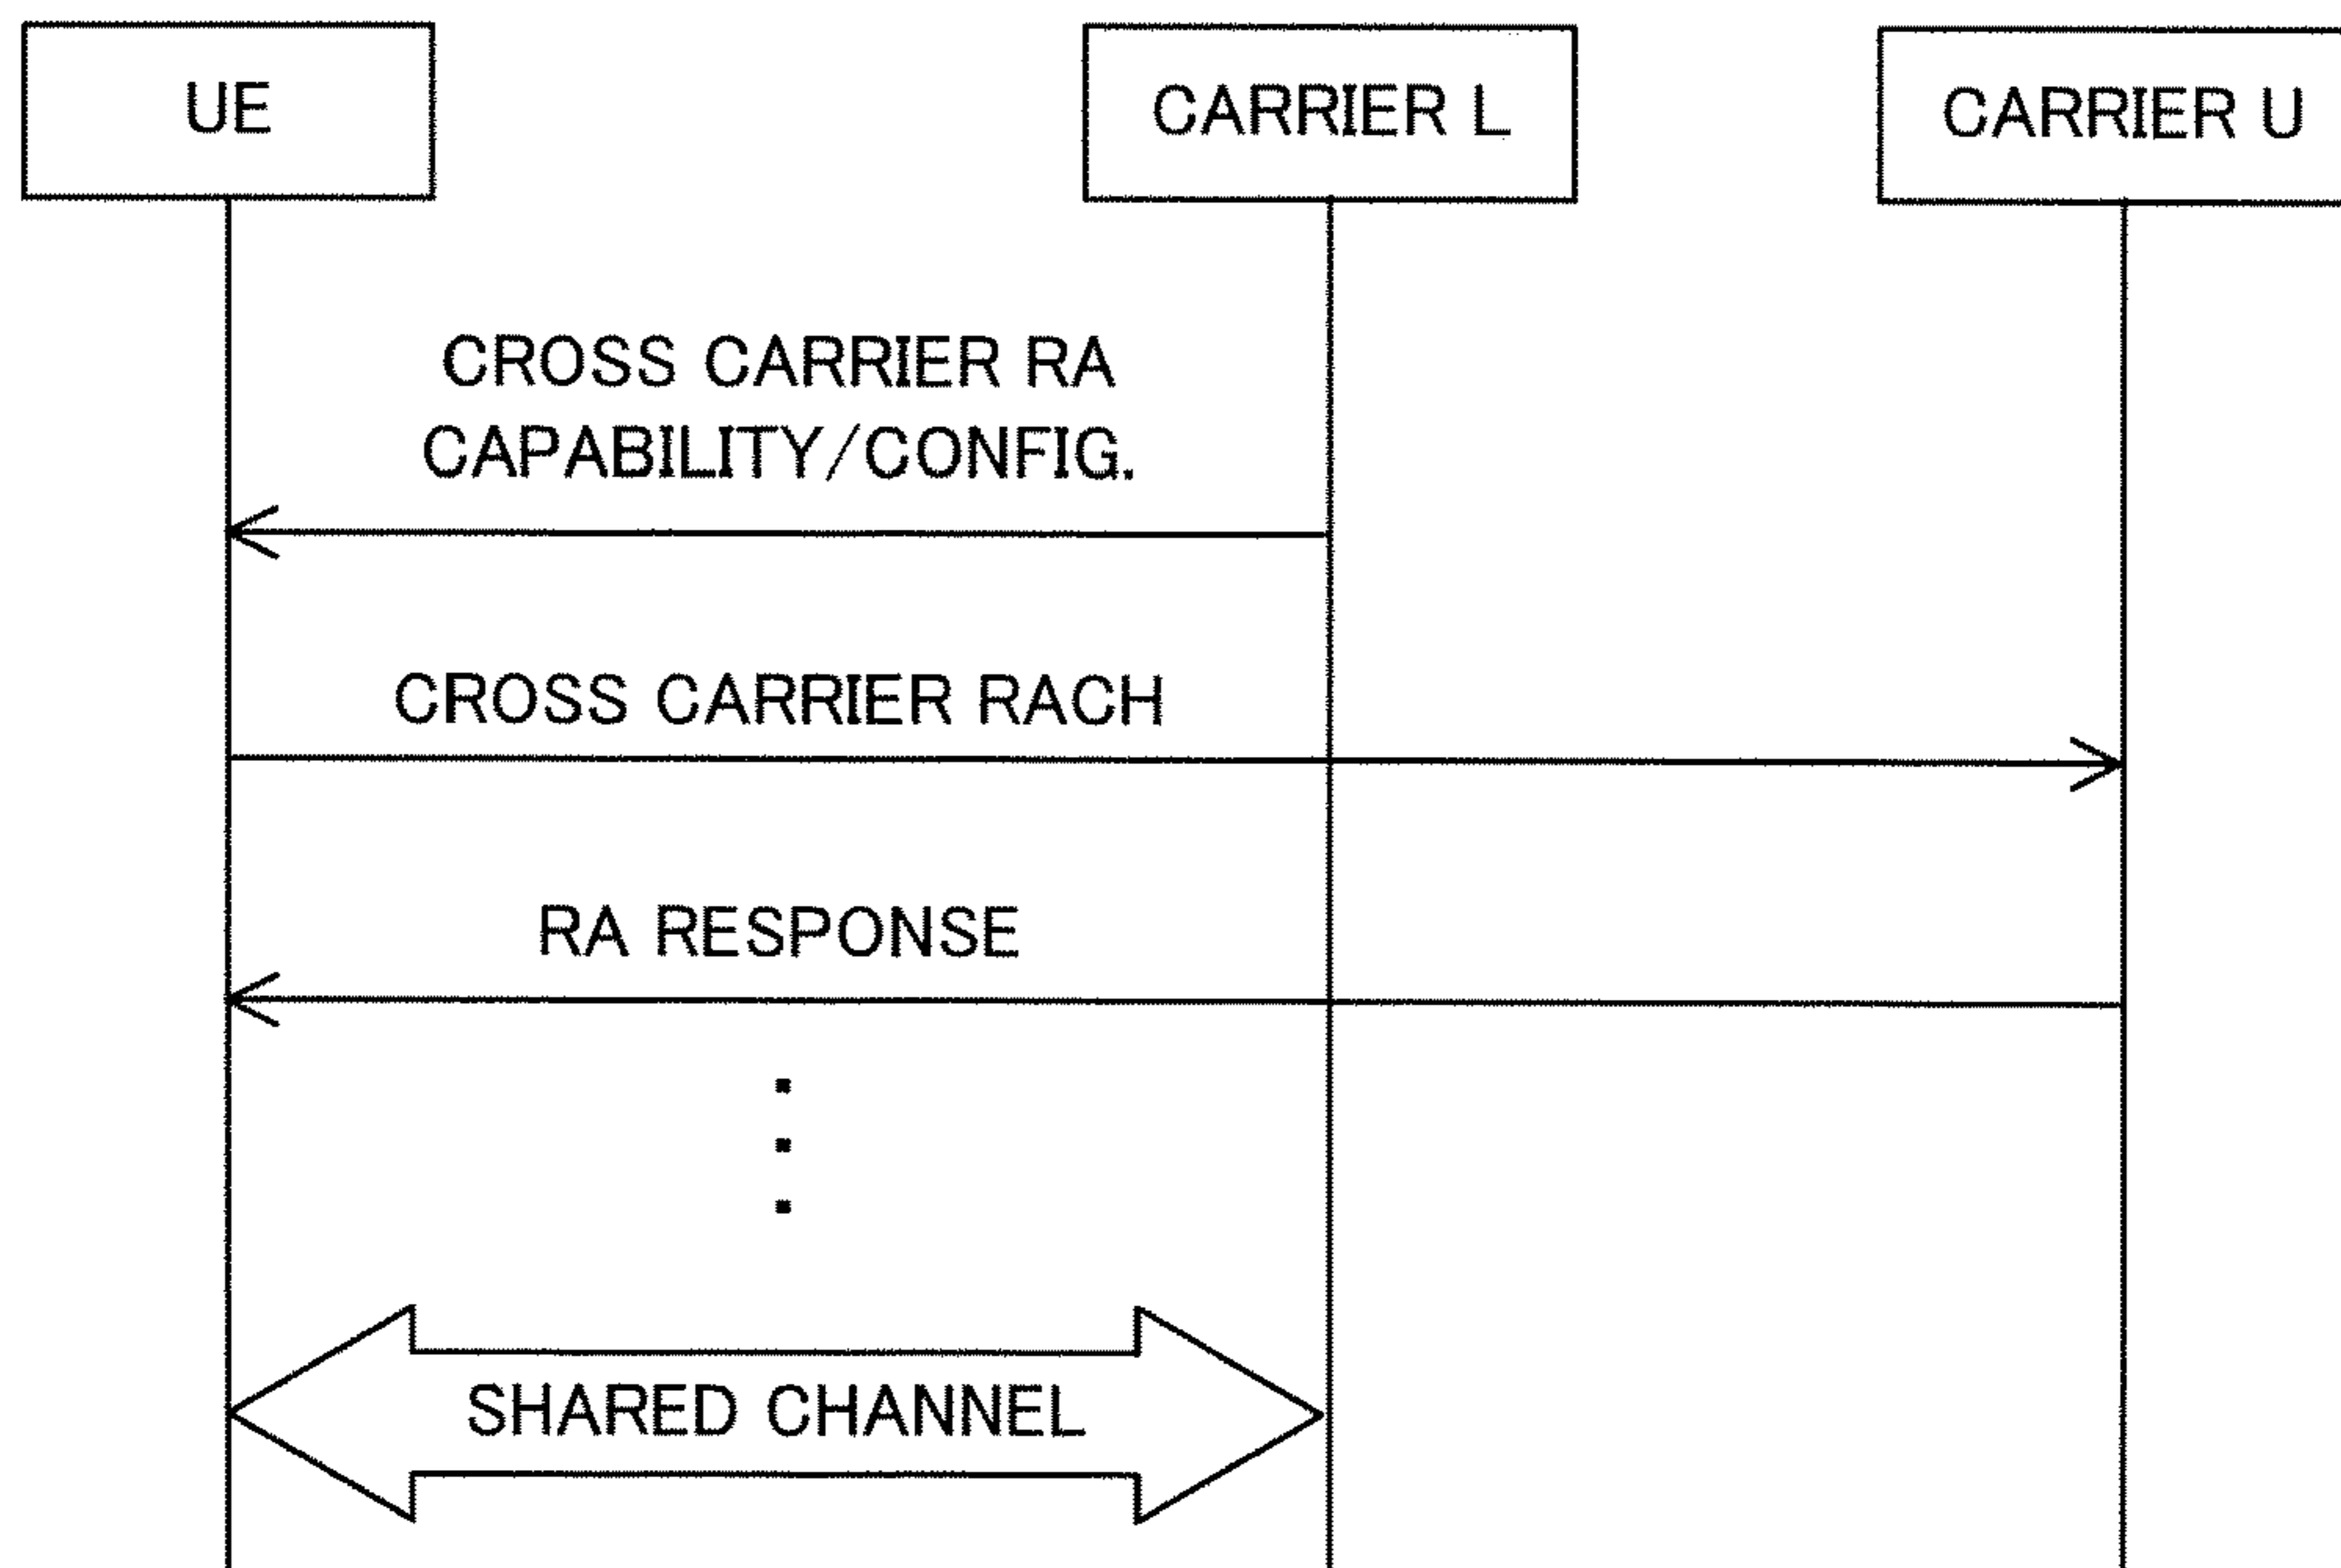 UE
CARRIER L
CARRIER U
CROSS CARRIER RA
CAPABILITY/CONFIG.
CROSS CARRIER RACH
RA RESPONSE
SHARED CHANNEL